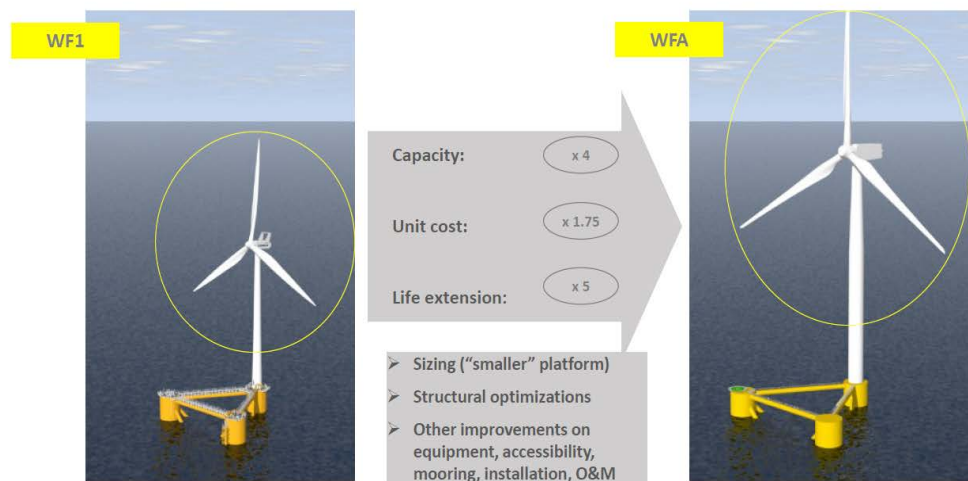 WF1
WFA
Capacity:
x 4
Unit cost:
x 1.75
Life extension:
x 5
➢ Sizing (“smaller” platform)
➢ Structural optimizations
➢ Other improvements on
equipment, accessibility,
mooring, installation, O&M